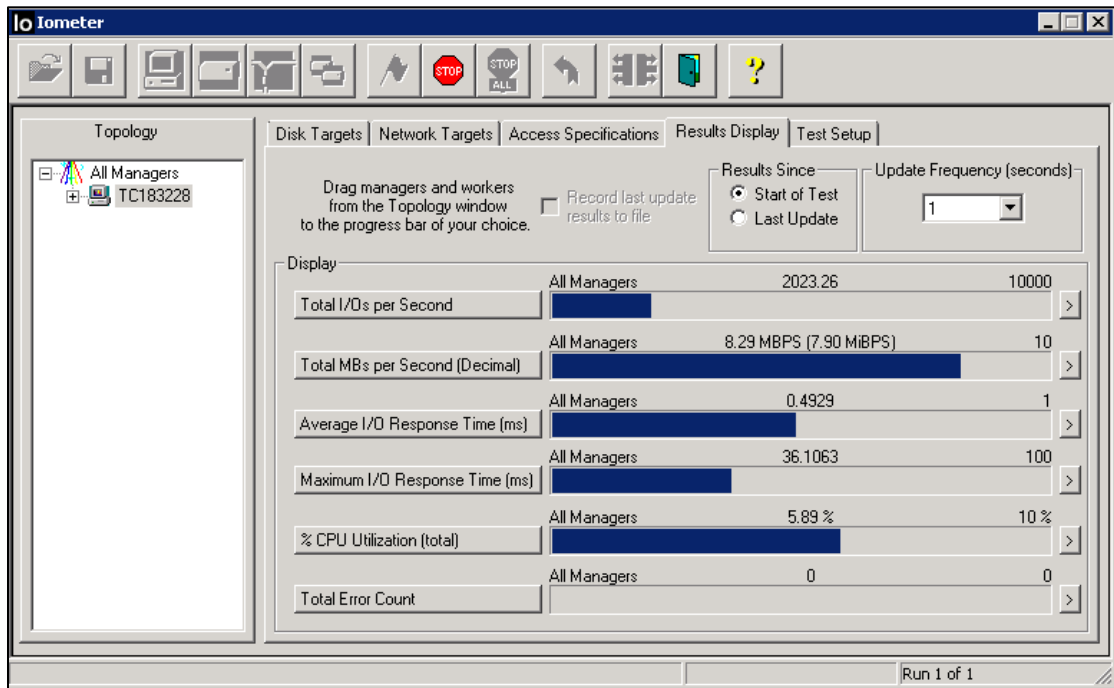 Io Iometer
STOP
STOP
ALL
?
Topology
All Managers
TC183228
Disk Targets
Network Targets
Access Specifications
Results Display
Test Setup
Drag managers and workers
from the Topology window
to the progress bar of your choice.
Record last update
results to file
Results Since
Start of Test
Last Update
Update Frequency (seconds)
1
Display
All Managers 2023.26 10000
Total I/Os per Second >
All Managers 8.29 MBPS (7.90 MiBPS) 10
Total MBs per Second (Decimal) >
All Managers 0.4929 1
Average I/O Response Time (ms) >
All Managers 36.1063 100
Maximum I/O Response Time (ms) >
All Managers 5.89 % 10 %
% CPU Utilization (total) >
All Managers 0 0
Total Error Count >
Run 1 of 1